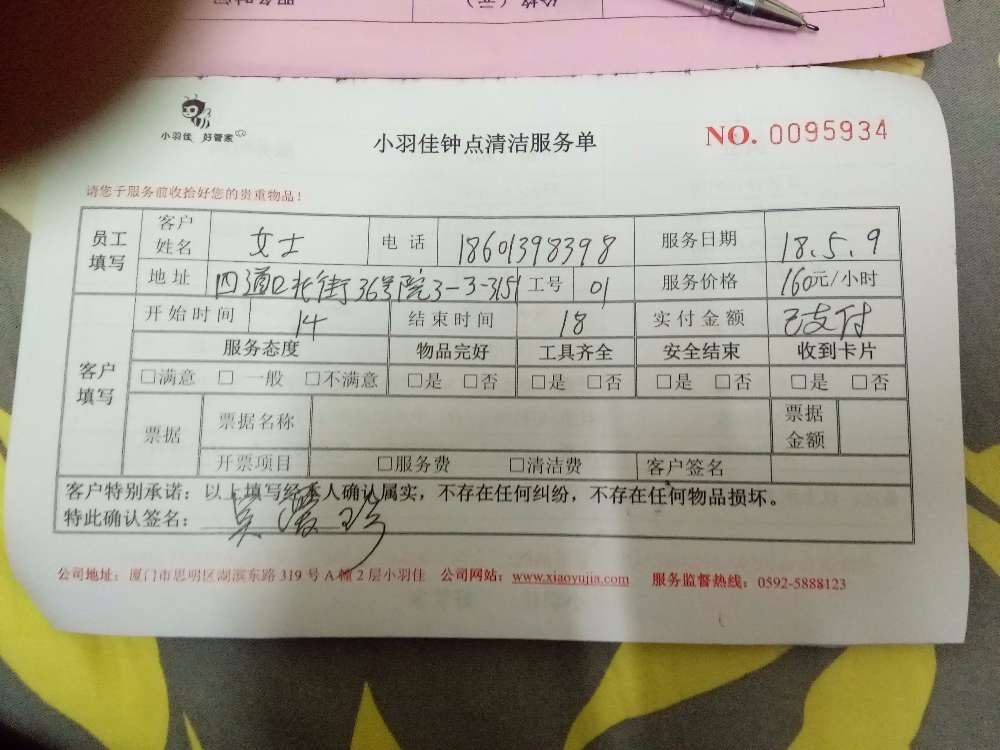 服务时间 价格（元）
小羽佳 好管家
小羽佳钟点清洁服务单
NO. 0095934
请您于服务前收拾好您的贵重物品！
员工填写 客户姓名 女士 电话 18601398398 服务日期 18.5.9
地址 四道口北街36号院3-3-3151 工号 01 服务价格 160元/小时
客户填写 开始时间 14 结束时间 18 实付金额 已支付
服务态度 物品完好 工具齐全 安全结束 收到卡片
□满意 □一般 □不满意 □是 □否 □是 □否 □是 □否 □是 □否
票据 票据名称 票据金额
开票项目 □服务费 □清洁费 客户签名
客户特别承诺：以上填写经本人确认属实，不存在任何纠纷，不存在任何物品损坏。
特此确认签名：
公司地址：厦门市思明区湖滨东路319号A幢2层小羽佳 公司网站：www.xiaoyujia.com 服务监督热线：0592-5888123